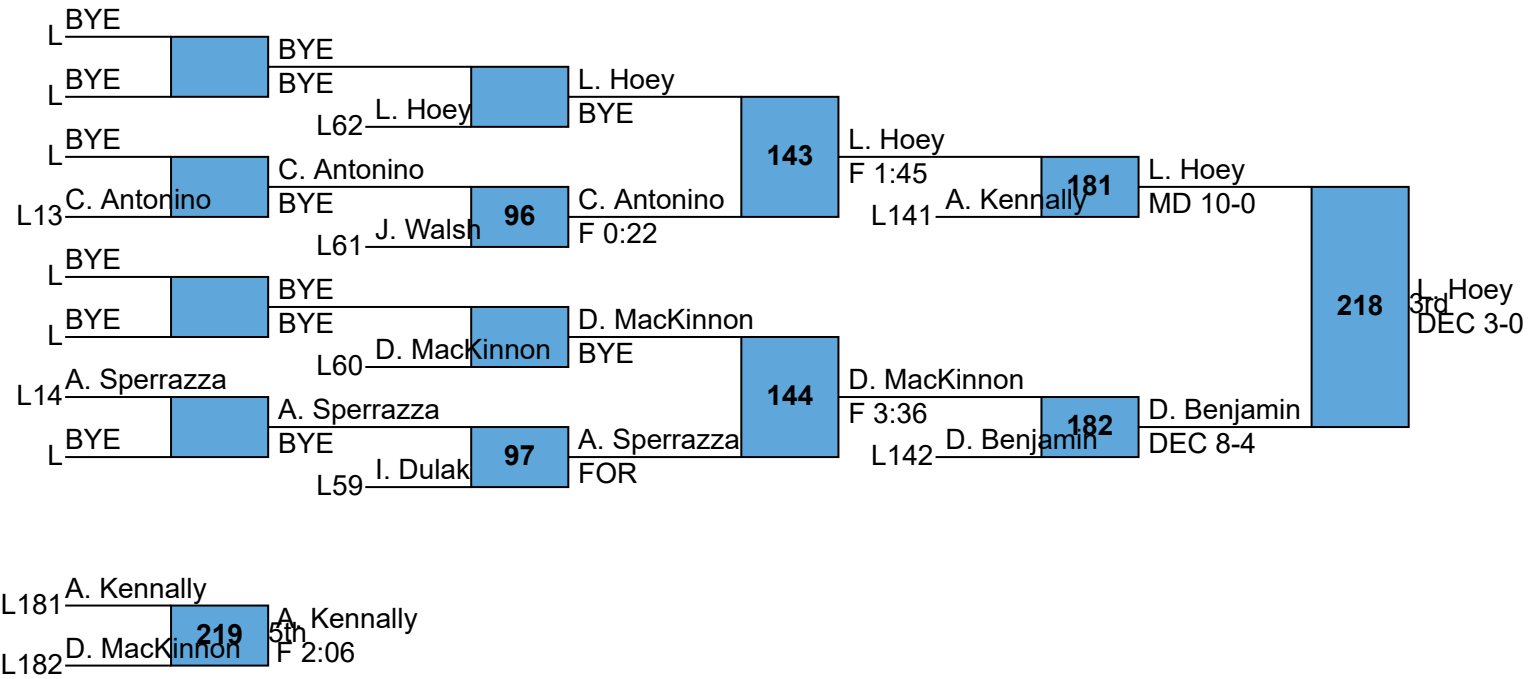 BYE
L
BYE
BYE
L
BYE
L. Hoey
L62
L. Hoey
BYE
BYE
L
C. Antonino
L13
C. Antonino
BYE
J. Walsh
L61
96
C. Antonino
F 0:22
143
L. Hoey
F 1:45
A. Kennally
L141
181
L. Hoey
MD 10-0
BYE
L
BYE
L
BYE
BYE
D. MacKinnon
L60
D. MacKinnon
BYE
A. Sperrazza
L14
BYE
L
A. Sperrazza
BYE
I. Dulak
L59
97
A. Sperrazza
FOR
144
D. MacKinnon
F 3:36
D. Benjamin
L142
182
D. Benjamin
DEC 8-4
218
3rd
L. Hoey
DEC 3-0
A. Kennally
L181
D. MacKinnon
L182
219
5th
A. Kennally
F 2:06